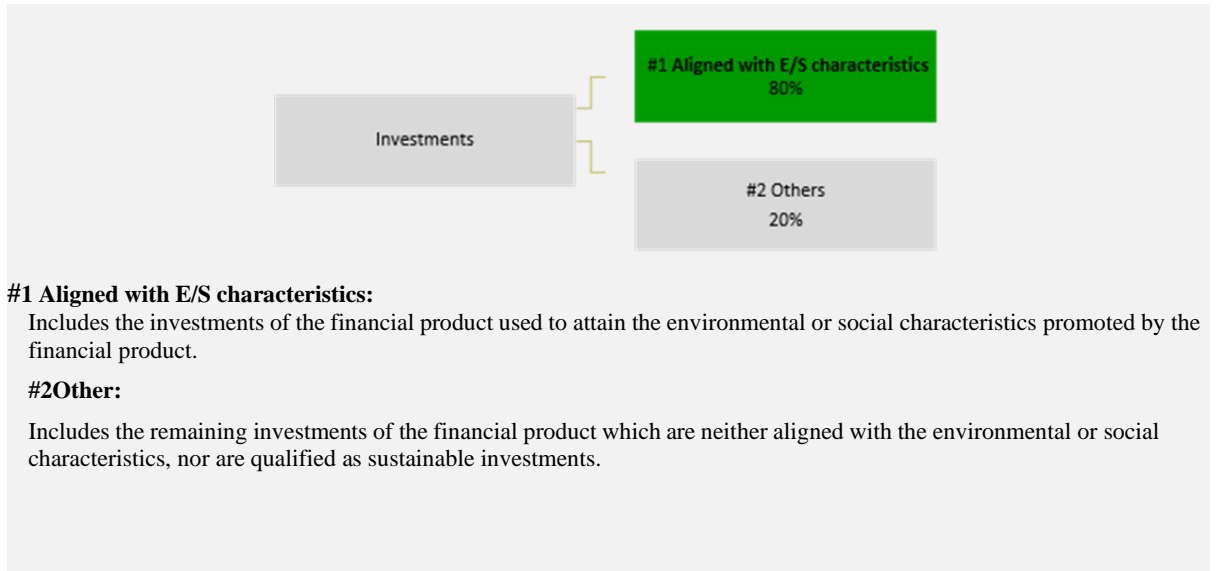 #1 Aligned with E/S characteristics
80%
Investments
#2 Others
20%
#1 Aligned with E/S characteristics:
Includes the investments of the financial product used to attain the environmental or social characteristics promoted by the
financial product.
#2Other:
Includes the remaining investments of the financial product which are neither aligned with the environmental or social
characteristics, nor are qualified as sustainable investments.